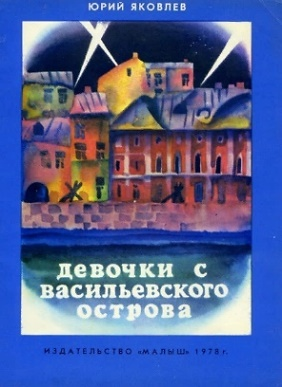 ЮРИЙ ЯКОВЛЕВ
ДЕВОЧКИ С
ВАСИЛЬЕВСКОГО
ОСТРОВА
ИЗДАТЕЛЬСТВО «МАЛЫШ» 1978 г.